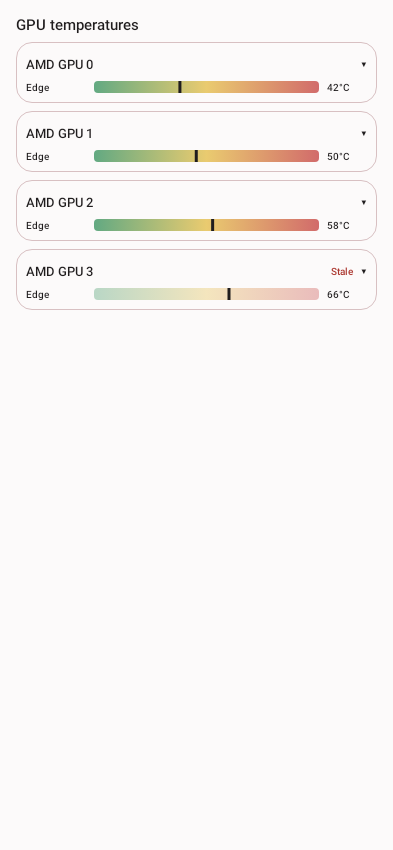 GPU temperatures
AMD GPU 0 ▾
Edge 42°C
AMD GPU 1 ▾
Edge 50°C
AMD GPU 2 ▾
Edge 58°C
AMD GPU 3 Stale ▾
Edge 66°C